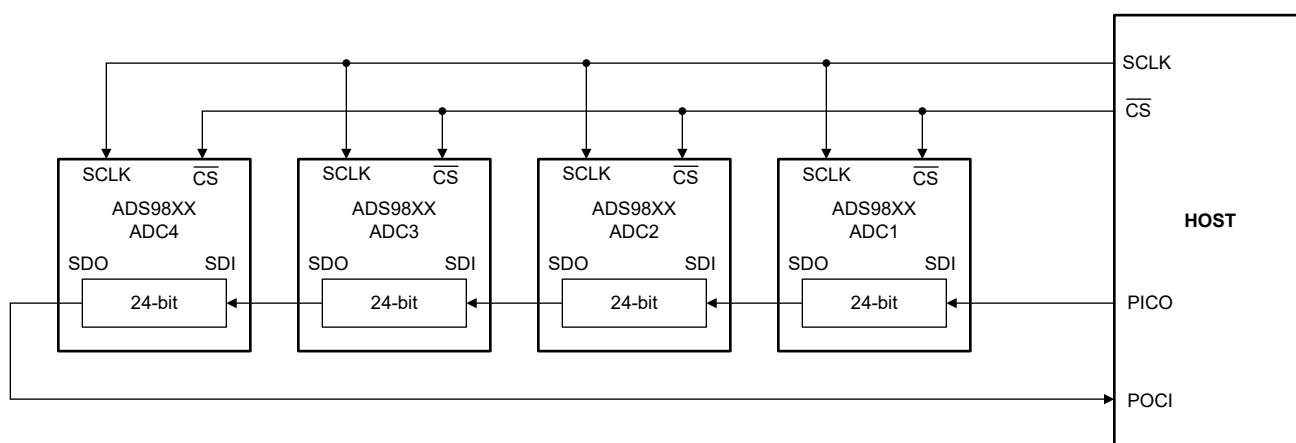 SCLK
CS
SCLK CS
ADS98XX
ADC4
SDO SDI
24-bit
SCLK CS
ADS98XX
ADC3
SDO SDI
24-bit
SCLK CS
ADS98XX
ADC2
SDO SDI
24-bit
SCLK CS
ADS98XX
ADC1
SDO SDI
24-bit
HOST
PICO
POCI